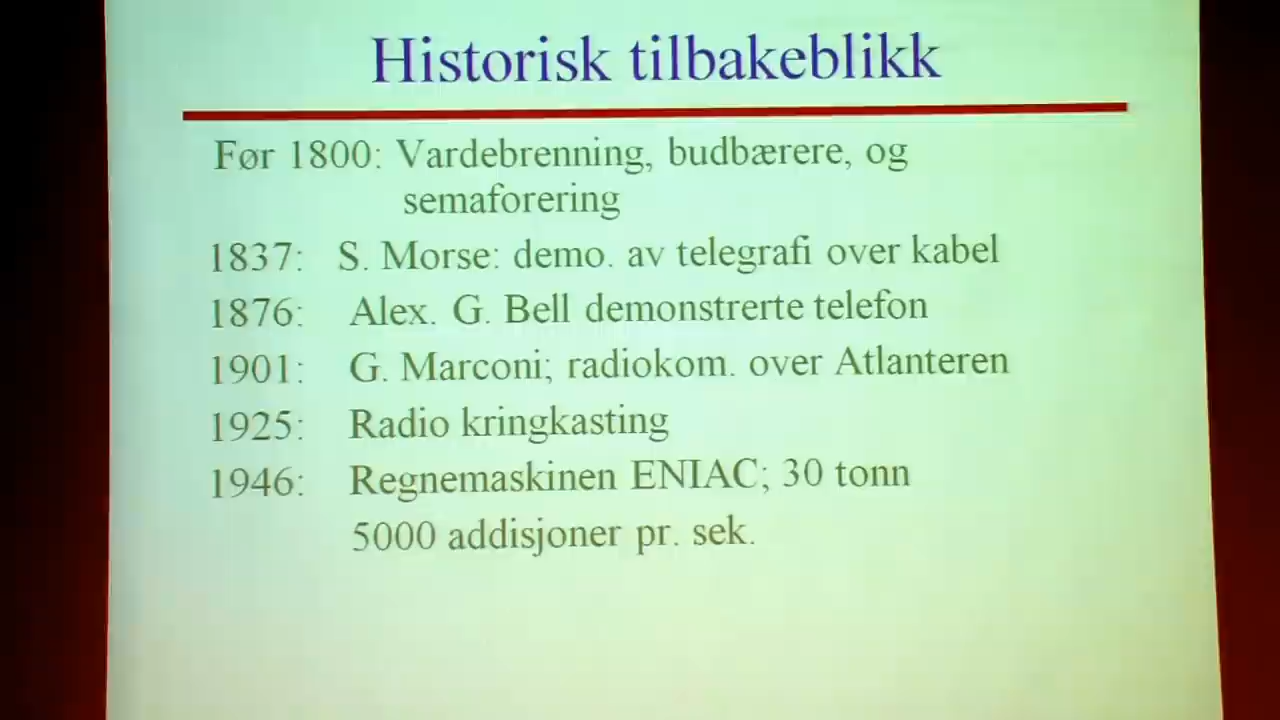 Historisk tilbakeblikk
Før 1800: Vardebrenning, budbærere, og
semaforering
1837: S. Morse: demo. av telegrafi over kabel
1876: Alex. G. Bell demonstrerte telefon
1901: G. Marconi; radiokom. over Atlanteren
1925: Radio kringkasting
1946: Regnemaskinen ENIAC; 30 tonn
5000 addisjoner pr. sek.